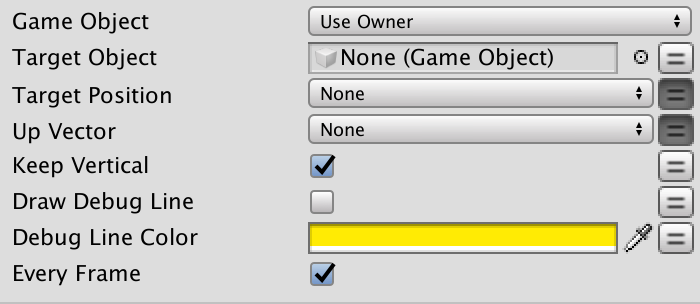 Game Object Use Owner
Target Object None (Game Object)
Target Position None
Up Vector None
Keep Vertical
Draw Debug Line
Debug Line Color
Every Frame